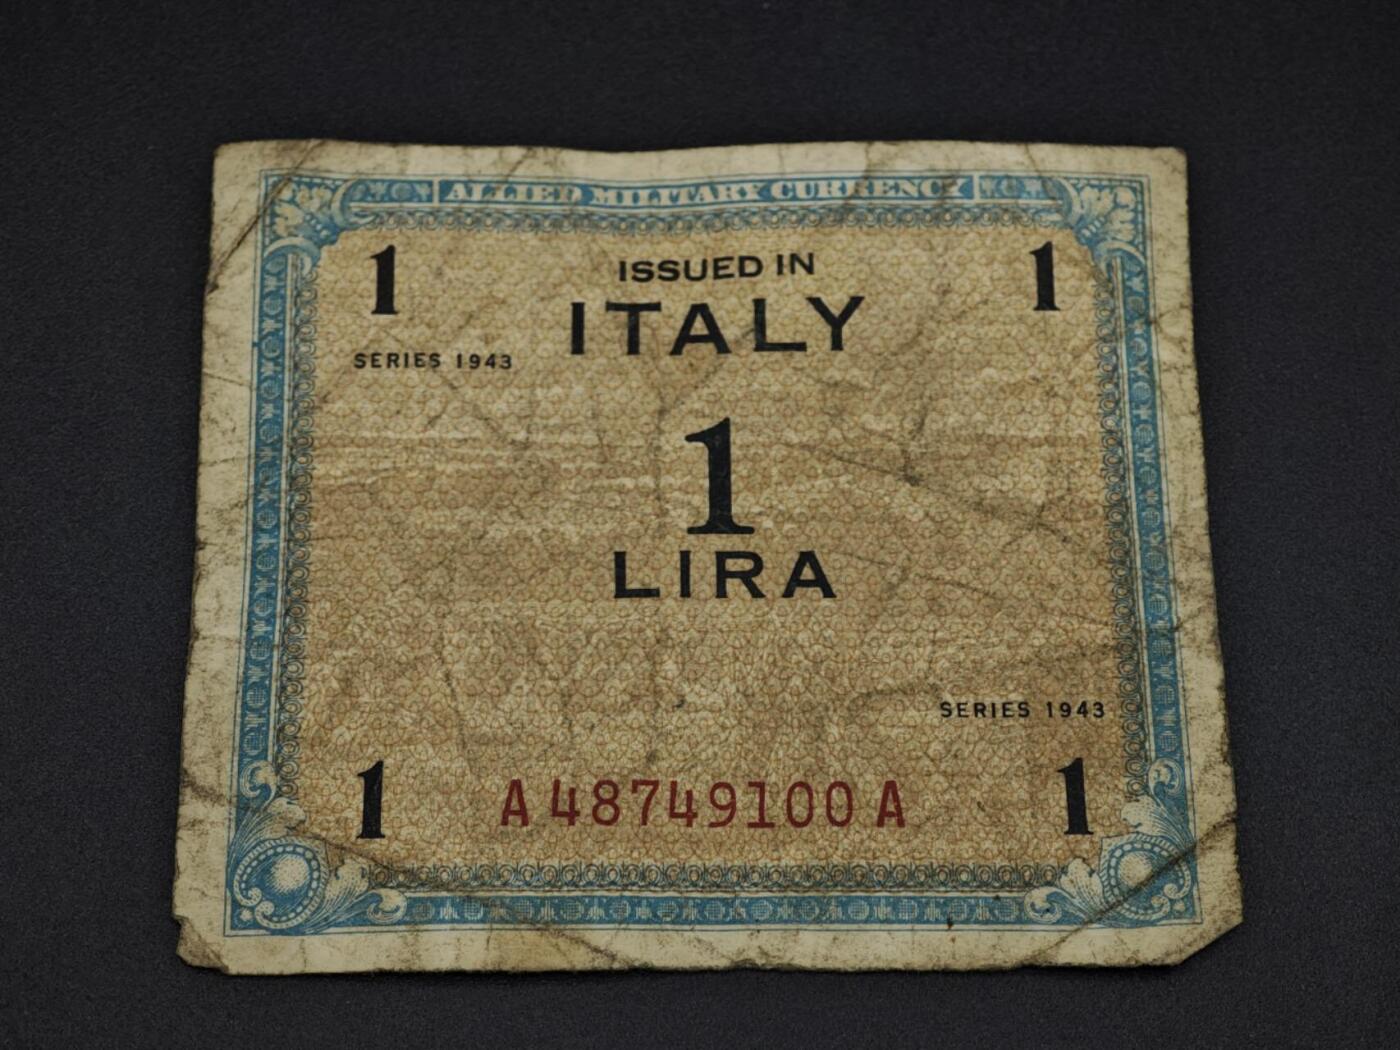 ALLIED MILITARY CURRENCY
1 1
ISSUED IN
ITALY
SERIES 1943
1
LIRA
SERIES 1943
1 A48749100A 1